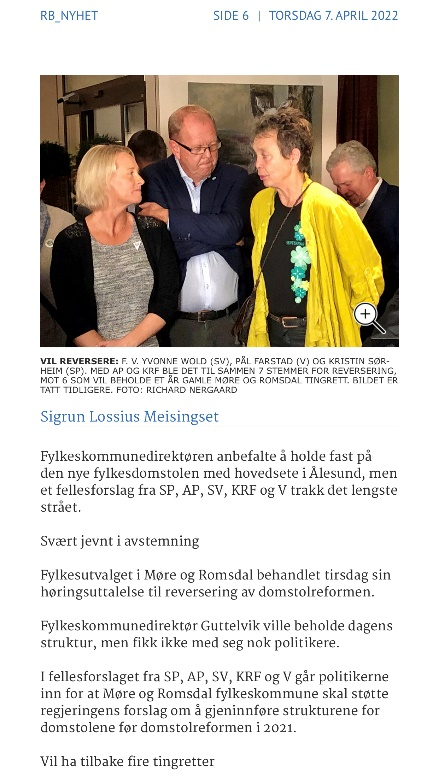 RB_NYHET SIDE 6 | TORSDAG 7. APRIL 2022
VIL REVERSERE: F. V. YVONNE WOLD (SV), PÅL FARSTAD (V) OG KRISTIN SØR-
HEIM (SP). MED AP OG KRF BLE DET TIL SAMMEN 7 STEMMER FOR REVERSERING,
MOT 6 SOM VIL BEHOLDE ET ÅR GAMLE MØRE OG ROMSDAL TINGRETT. BILDET ER
TATT TIDLIGERE. FOTO: RICHARD NERGAARD
Sigrun Lossius Meisingset
Fylkeskommunedirektøren anbefalte å holde fast på
den nye fylkesdomstolen med hovedsete i Ålesund, men
et fellesforslag fra SP, AP, SV, KRF og V trakk det lengste
strået.
Svært jevnt i avstemning
Fylkesutvalget i Møre og Romsdal behandlet tirsdag sin
høringsuttalelse til reversering av domstolreformen.
Fylkeskommunedirektør Guttelvik ville beholde dagens
struktur, men fikk ikke med seg nok politikere.
I fellesforslaget fra SP, AP, SV, KRF og V går politikerne
inn for at Møre og Romsdal fylkeskommune skal støtte
regjeringens forslag om å gjeninnføre strukturene for
domstolene før domstolreformen i 2021.
Vil ha tilbake fire tingretter